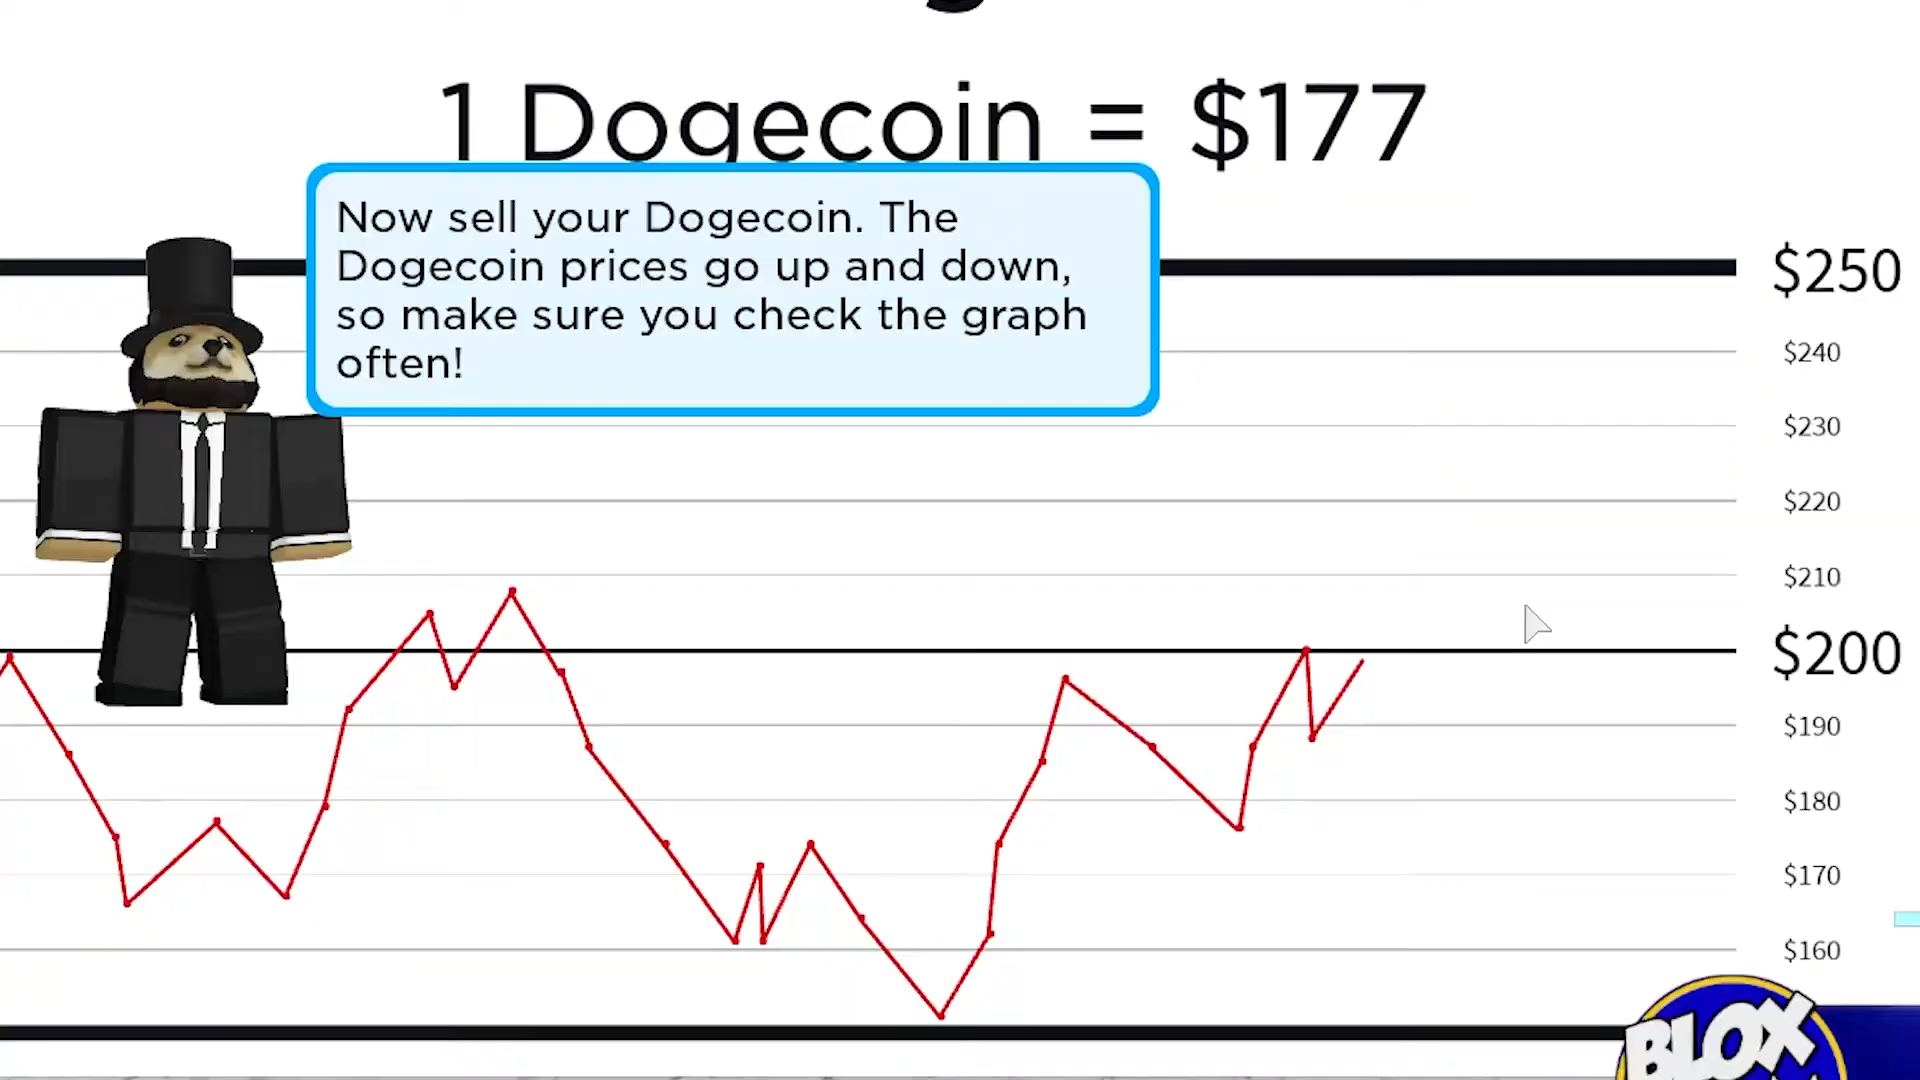 1 Dogecoin = $177
Now sell your Dogecoin. The
Dogecoin prices go up and down,
so make sure you check the graph
often!
$250
$240
$230
$220
$210
$200
$190
$180
$170
$160
BLOX